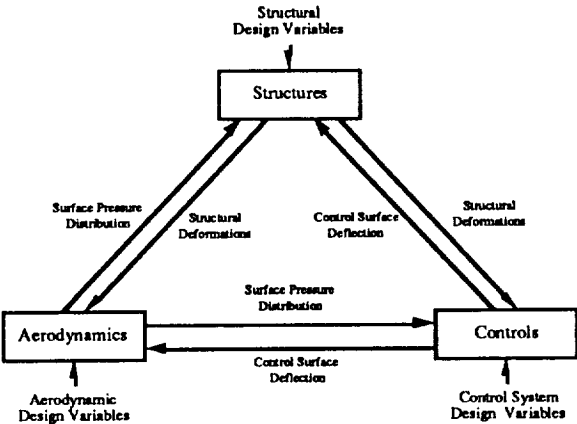 Structural
Design Variables
Structures
Surface Pressure
Distribution
Structural
Deformations
Control Surface
Deflection
Structural
Deformations
Surface Pressure
Distribution
Aerodynamics
Controls
Control Surface
Deflection
Aerodynamic
Design Variables
Control System
Design Variables